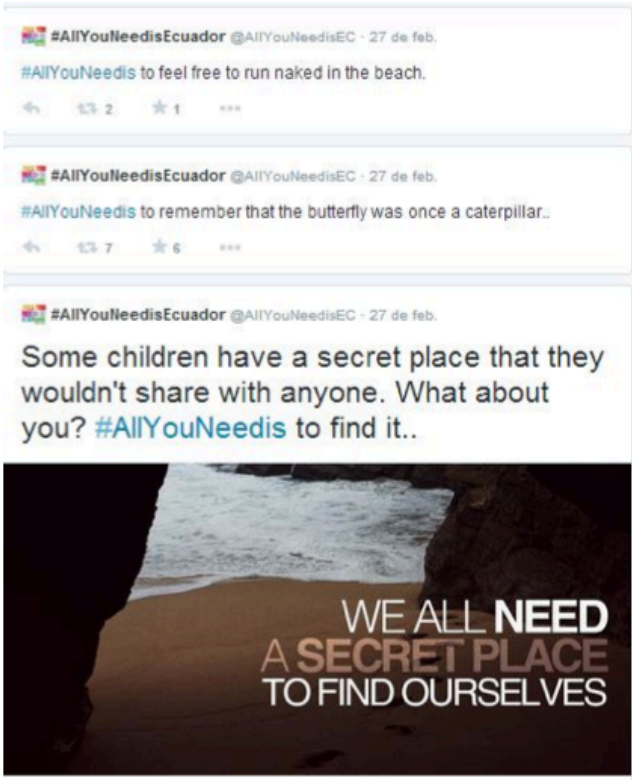 #AllYouNeedisEcuador @AllYouNeedisEC · 27 de feb.
#AllYouNeedis to feel free to run naked in the beach.
2 1
#AllYouNeedisEcuador @AllYouNeedisEC · 27 de feb.
#AllYouNeedis to remember that the butterfly was once a caterpillar..
7 6
#AllYouNeedisEcuador @AllYouNeedisEC · 27 de feb.
Some children have a secret place that they
wouldn't share with anyone. What about
you? #AllYouNeedis to find it..
WE ALL NEED
A SECRET PLACE
TO FIND OURSELVES